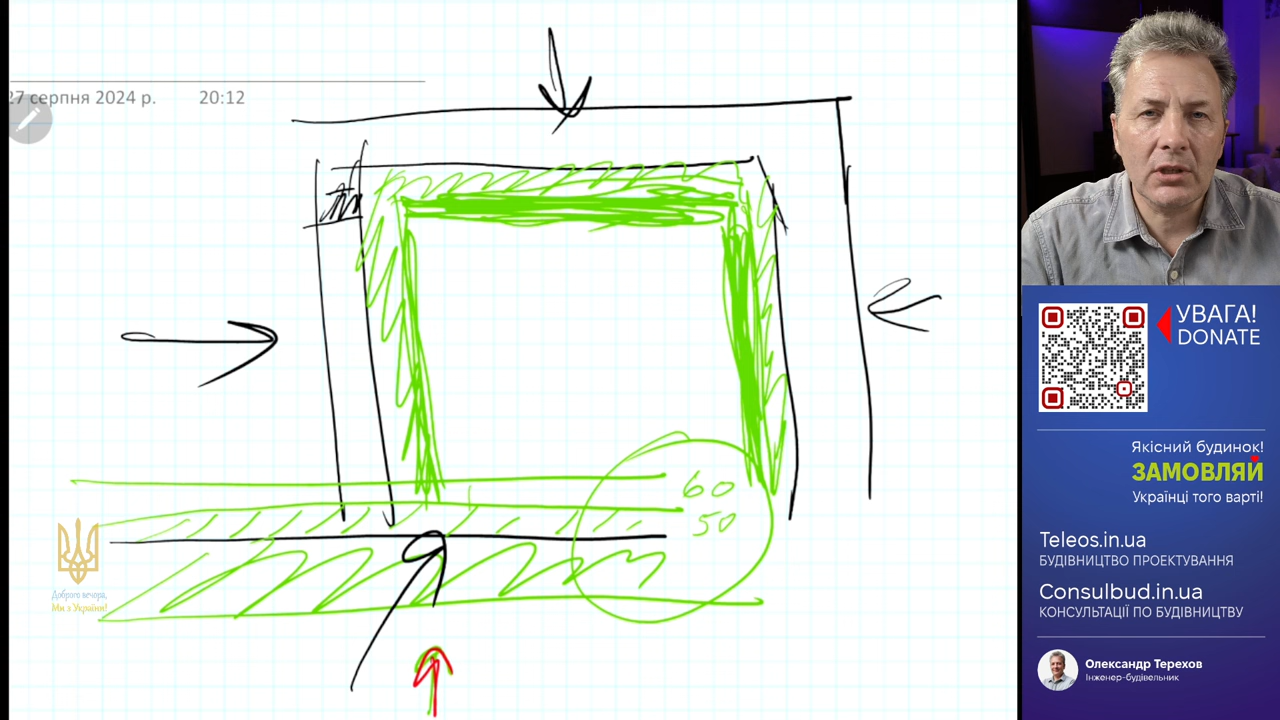 27 серпня 2024 р. 20:12
60
50
Доброго вечора,
Ми з України!
УВАГА!
DONATE
Якісний будинок!
ЗАМОВЛЯЙ
Українці того варті!
Teleos.in.ua
БУДІВНИЦТВО ПРОЕКТУВАННЯ
Consulbud.in.ua
КОНСУЛЬТАЦІЇ ПО БУДІВНИЦТВУ
Олександр Терехов
Інженер-будівельник